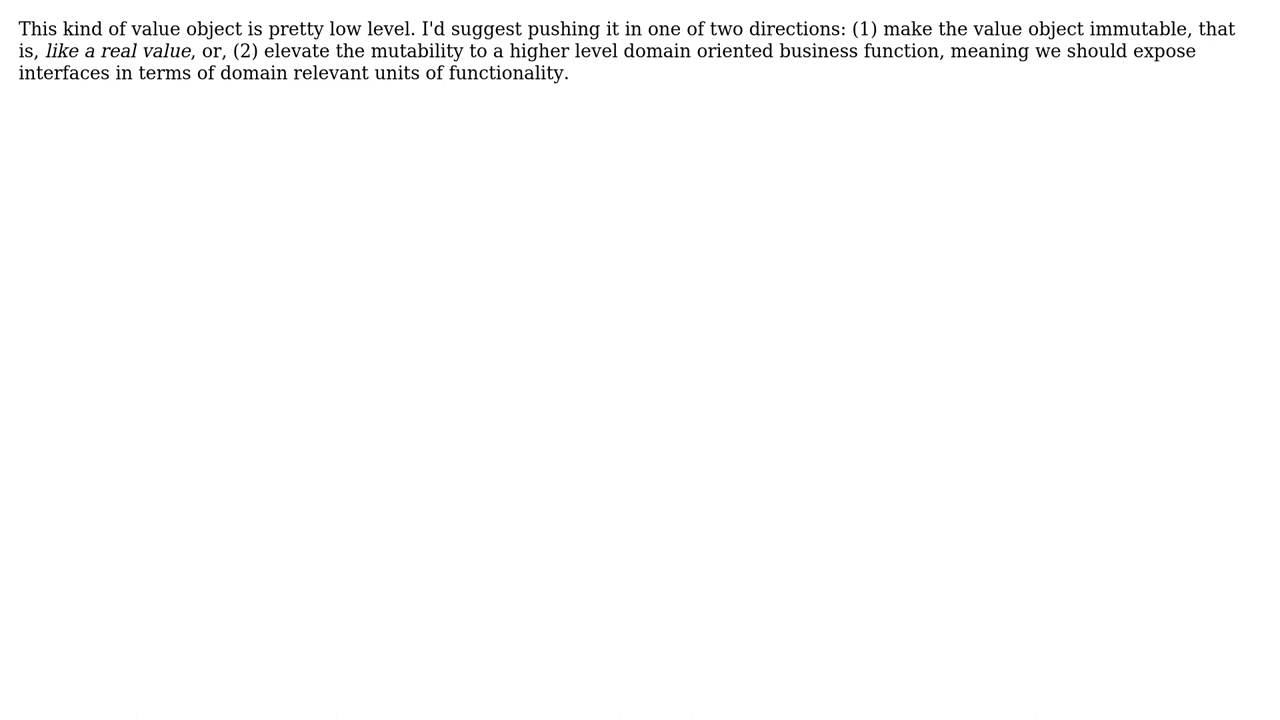 This kind of value object is pretty low level. I'd suggest pushing it in one of two directions: (1) make the value object immutable, that
is, like a real value, or, (2) elevate the mutability to a higher level domain oriented business function, meaning we should expose
interfaces in terms of domain relevant units of functionality.